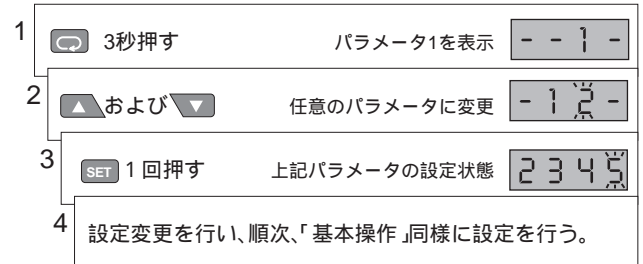 1 3秒押す パラメータ1を表示 - - 1 -
2 および 任意のパラメータに変更 - 1 2 -
3 SET 1回押す 上記パラメータの設定状態 2 3 4 5
4 設定変更を行い、順次、「基本操作」同様に設定を行う。